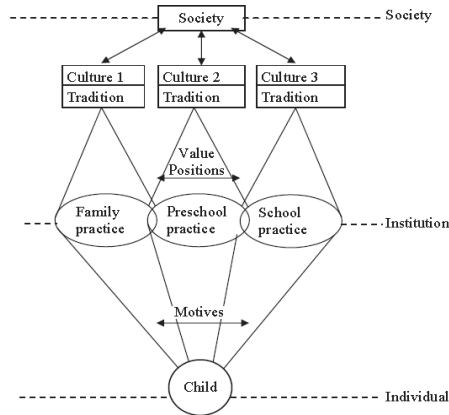 Society
Society
Culture 1
Culture 2
Culture 3
Tradition
Tradition
Tradition
Value
Positions
Family
practice
Preschool
practice
School
practice
Institution
Motives
Child
Individual